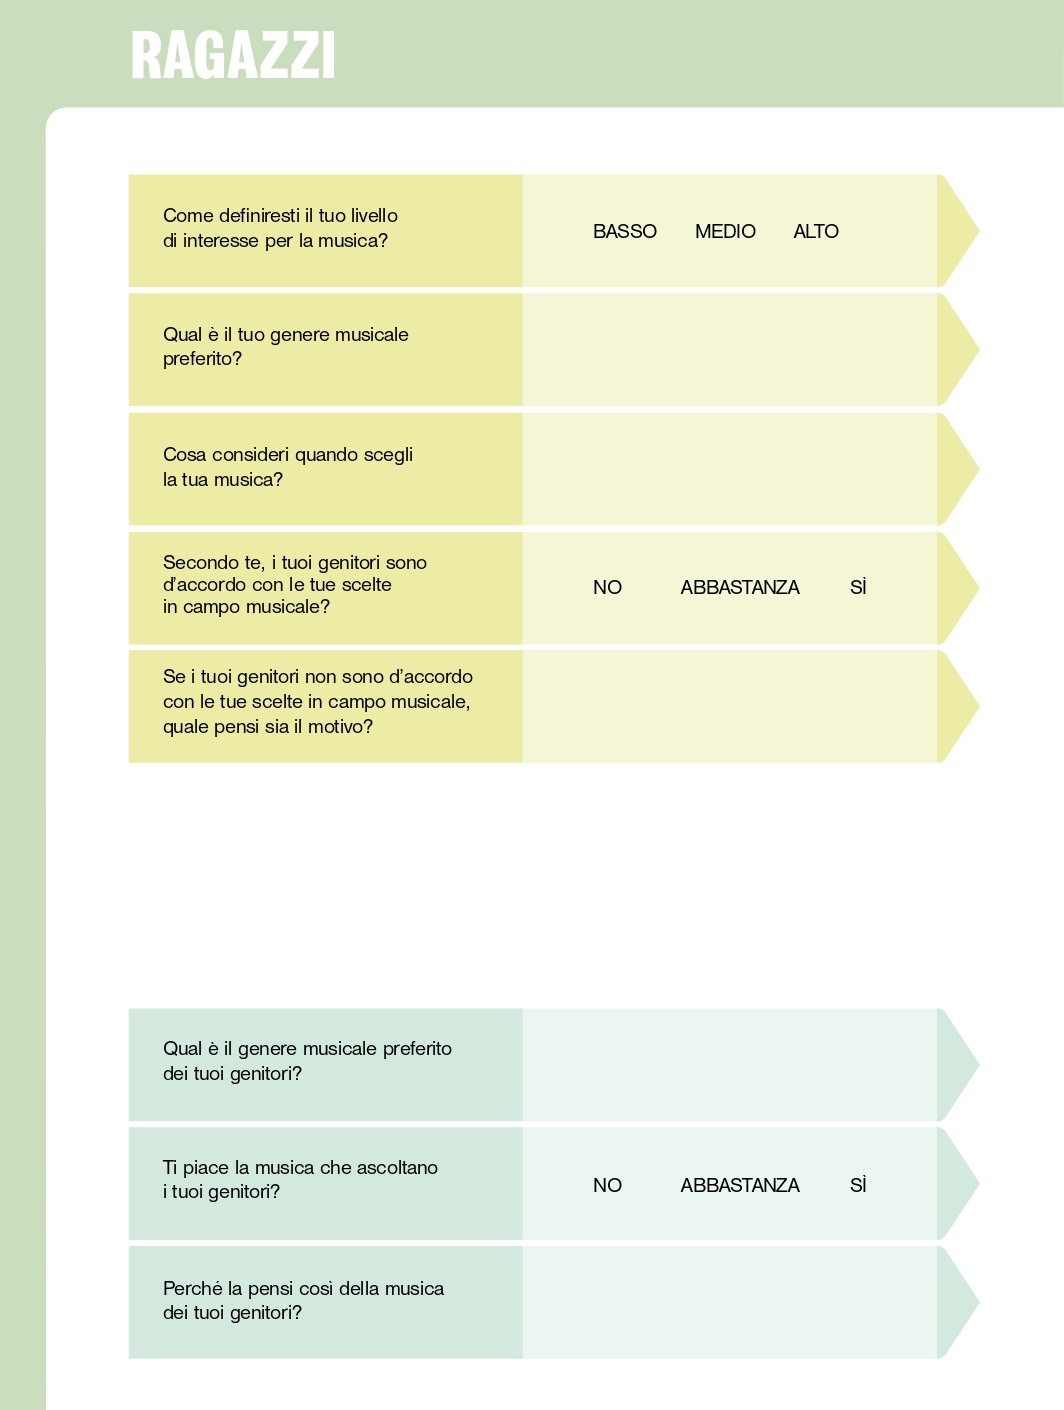 RAGAZZI
Come definiresti il tuo livello
di interesse per la musica?
BASSO MEDIO ALTO
Qual è il tuo genere musicale
preferito?
Cosa consideri quando scegli
la tua musica?
Secondo te, i tuoi genitori sono
d’accordo con le tue scelte
in campo musicale?
NO ABBASTANZA SÌ
Se i tuoi genitori non sono d’accordo
con le tue scelte in campo musicale,
quale pensi sia il motivo?
Qual è il genere musicale preferito
dei tuoi genitori?
Ti piace la musica che ascoltano
i tuoi genitori?
NO ABBASTANZA SÌ
Perché la pensi così della musica
dei tuoi genitori?